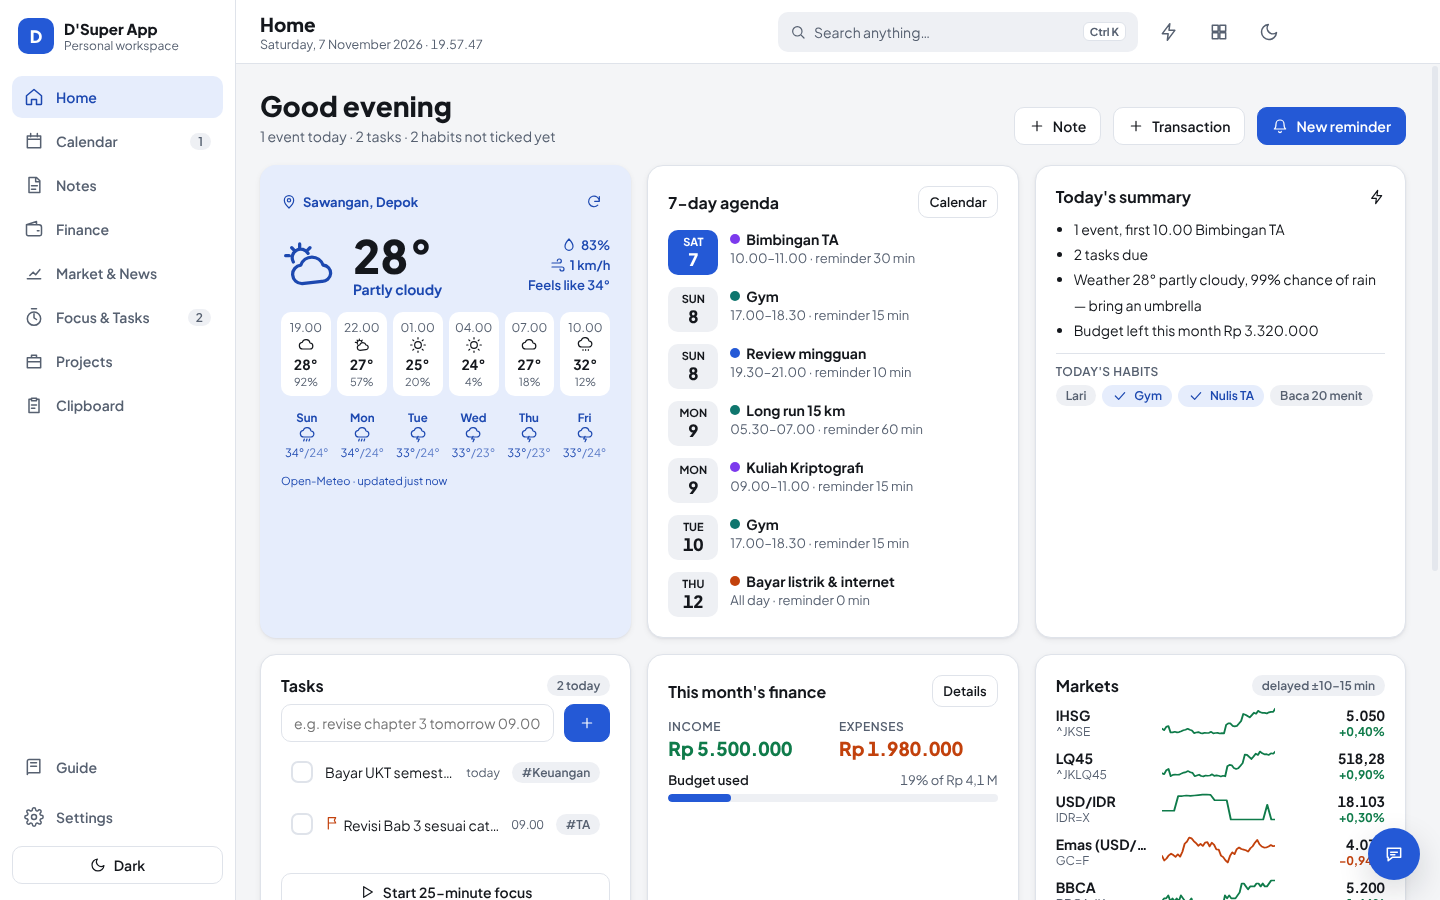 D
D'Super App
Personal workspace
Home
Calendar
1
Notes
Finance
Market & News
Focus & Tasks
2
Projects
Clipboard
Guide
Settings
Dark
Home
Saturday, 7 November 2026 · 19.57.47
Search anything...
Ctrl K
Good evening
1 event today · 2 tasks · 2 habits not ticked yet
Note
Transaction
New reminder
Sawangan, Depok
28°
Partly cloudy
83%
1 km/h
Feels like 34°
19.00 22.00 01.00 04.00 07.00 10.00
28° 27° 25° 24° 27° 32°
92% 57% 20% 4% 18% 12%
Sun Mon Tue Wed Thu Fri
34°/24° 34°/24° 33°/24° 33°/23° 33°/23° 33°/23°
Open-Meteo · updated just now
7-day agenda
Calendar
SAT
7
Bimbingan TA
10.00–11.00 · reminder 30 min
SUN
8
Gym
17.00–18.30 · reminder 15 min
SUN
8
Review mingguan
19.30–21.00 · reminder 10 min
MON
9
Long run 15 km
05.30–07.00 · reminder 60 min
MON
9
Kuliah Kriptografi
09.00–11.00 · reminder 15 min
TUE
10
Gym
17.00–18.30 · reminder 15 min
THU
12
Bayar listrik & internet
All day · reminder 0 min
Today's summary
1 event, first 10.00 Bimbingan TA
2 tasks due
Weather 28° partly cloudy, 99% chance of rain
— bring an umbrella
Budget left this month Rp 3.320.000
TODAY'S HABITS
Lari
Gym
Nulis TA
Baca 20 menit
Tasks
2 today
e.g. revise chapter 3 tomorrow 09.00
Bayar UKT semest... today #Keuangan
Revisi Bab 3 sesuai cat... 09.00 #TA
Start 25-minute focus
This month's finance
Details
INCOME EXPENSES
Rp 5.500.000 Rp 1.980.000
Budget used 19% of Rp 4,1 M
Markets
delayed ±10–15 min
IHSG 5.050
^JKSE +0,40%
LQ45 518,28
^JKLQ45 +0,90%
USD/IDR 18.103
IDR=X +0,30%
Emas (USD/...
GC=F
BBCA 5.200